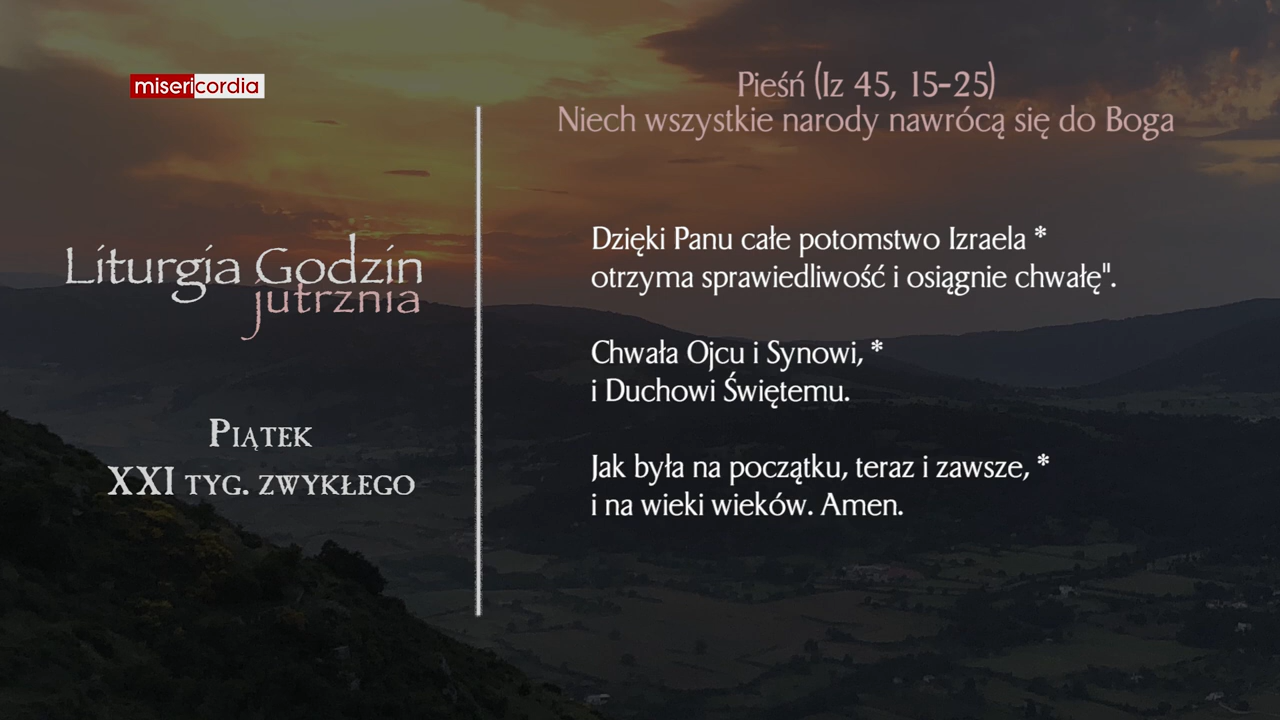 misericordia
Liturgia Godzin
jutrznia
Piątek
XXI tyg. zwykłego
Pieśń (Iz 45, 15-25)
Niech wszystkie narody nawrócą się do Boga
Dzięki Panu całe potomstwo Izraela *
otrzyma sprawiedliwość i osiągnie chwałę".
Chwała Ojcu i Synowi, *
i Duchowi Świętemu.
Jak była na początku, teraz i zawsze, *
i na wieki wieków. Amen.